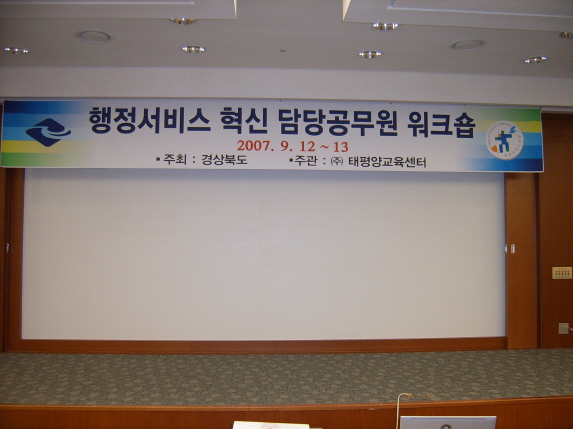 행정서비스 혁신 담당공무원 워크숍
2007. 9. 12 ~ 13
▪주최 : 경상북도 ▪주관 : ㈜ 태평양교육센터